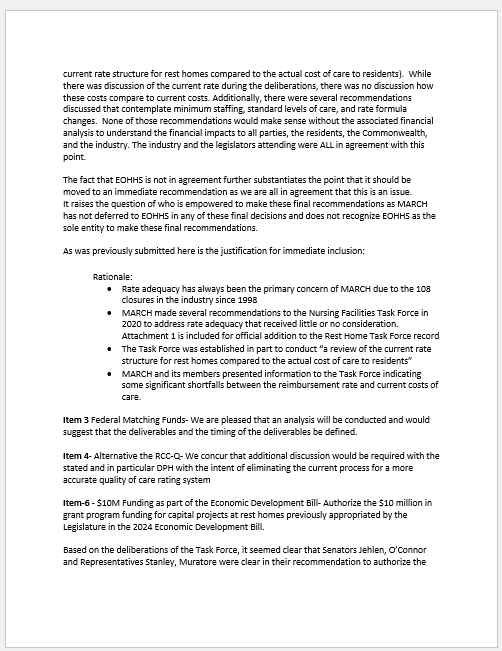 current rate structure for rest homes compared to the actual cost of care to residents).  While
there was discussion of the current rate during the deliberations, there was no discussion how
these costs compare to current costs. Additionally, there were several recommendations
discussed that contemplate minimum staffing, standard levels of care, and rate formula
changes.  None of those recommendations would make sense without the associated financial
analysis to understand the financial impacts to all parties, the residents, the Commonwealth,
and the industry. The industry and the legislators attending were ALL in agreement with this
point.
The fact that EOHHS is not in agreement further substantiates the point that it should be
moved to an immediate recommendation as we are all in agreement that this is an issue.
It raises the question of who is empowered to make these final recommendations as MARCH
has not deferred to EOHHS in any of these final decisions and does not recognize EOHHS as the
sole entity to make these final recommendations.
As was previously submitted here is the justification for immediate inclusion:
Rationale:
• Rate adequacy has always been the primary concern of MARCH due to the 108
closures in the industry since 1998
• MARCH made several recommendations to the Nursing Facilities Task Force in
2020 to address rate adequacy that received little or no consideration.
Attachment 1 is included for official addition to the Rest Home Task Force record
• The Task Force was established in part to conduct "a review of the current rate
structure for rest homes compared to the actual cost of care to residents"
• MARCH and its members presented information to the Task Force indicating
some significant shortfalls between the reimbursement rate and current costs of
care.
Item 3 Federal Matching Funds- We are pleased that an analysis will be conducted and would
suggest that the deliverables and the timing of the deliverables be defined.
Item 4- Alternative the RCC-Q- We concur that additional discussion would be required with the
stated and in particular DPH with the intent of eliminating the current process for a more
accurate quality of care rating system
Item-6 - $10M Funding as part of the Economic Development Bill- Authorize the $10 million in
grant program funding for capital projects at rest homes previously appropriated by the
Legislature in the 2024 Economic Development Bill.
Based on the deliberations of the Task Force, it seemed clear that Senators Jehlen, O'Connor
and Representatives Stanley, Muratore were clear in their recommendation to authorize the